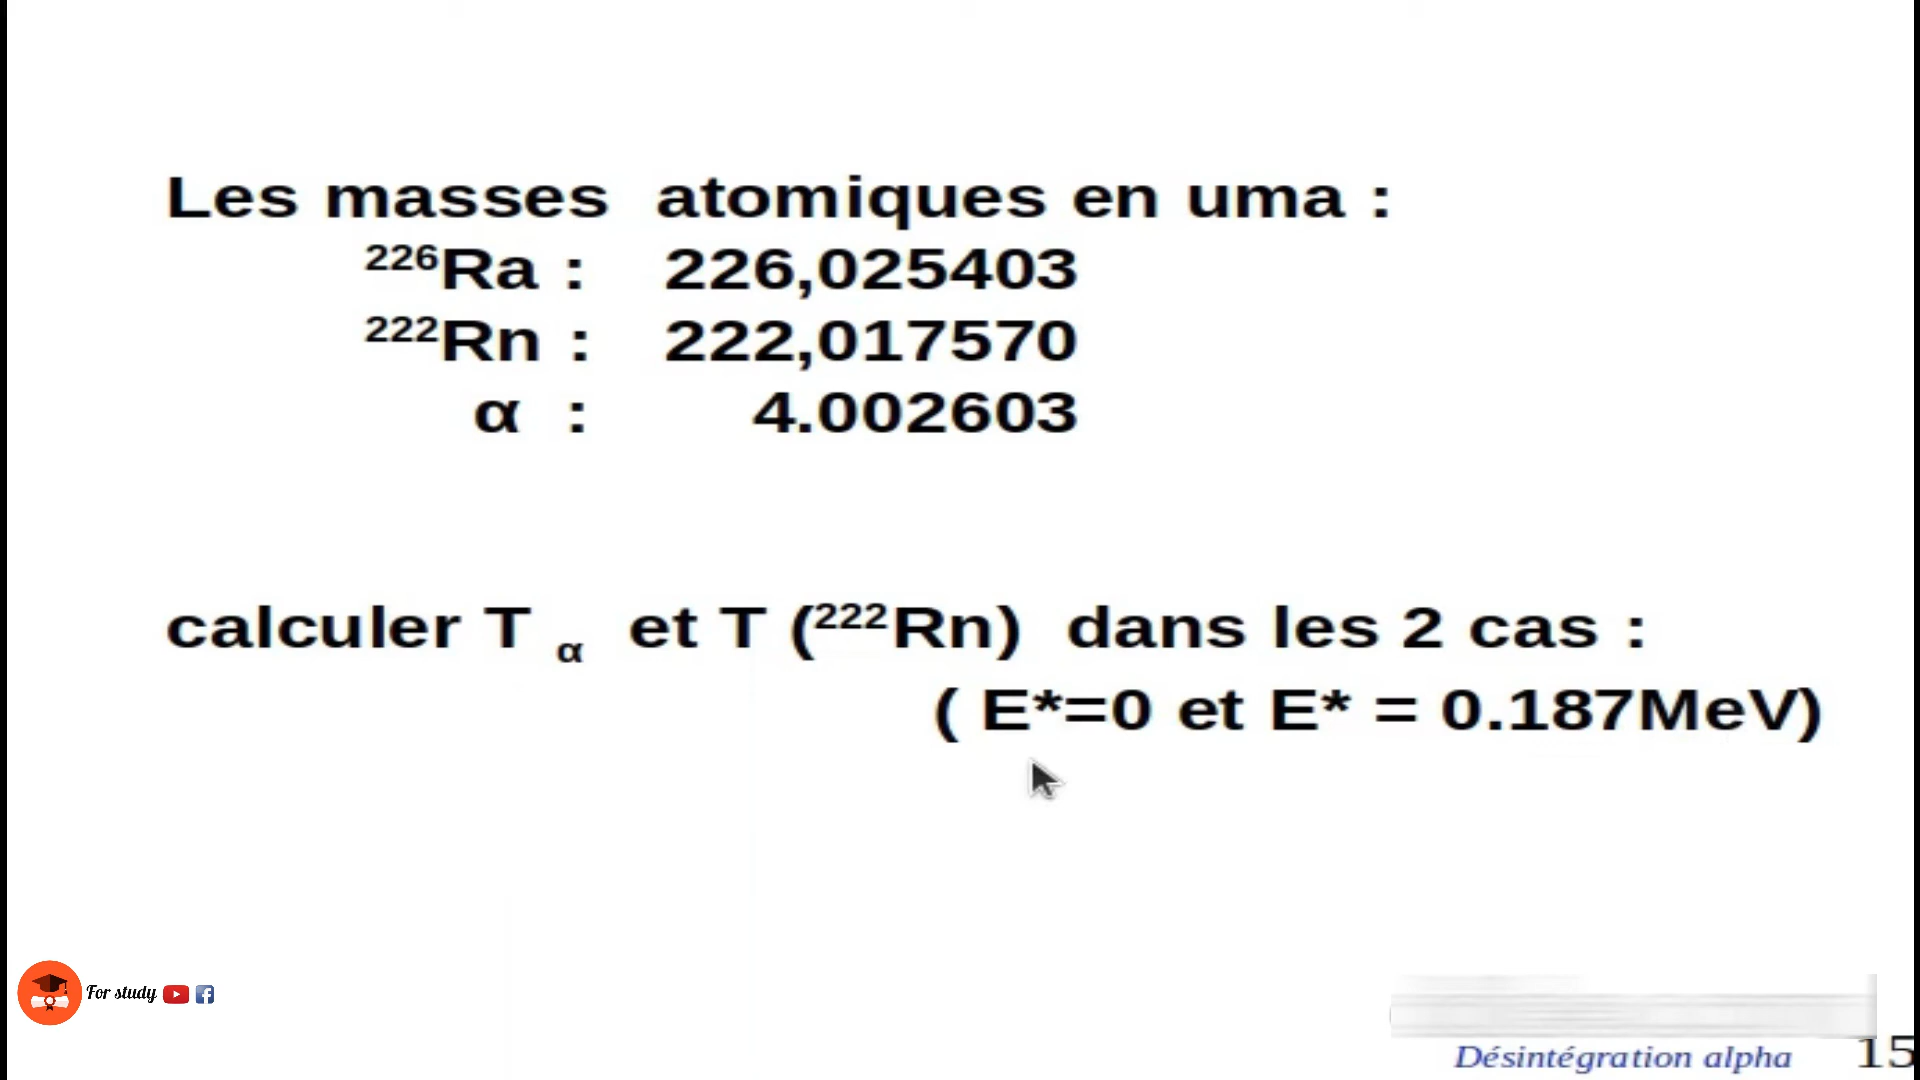 Les masses atomiques en uma :
²²⁶Ra : 226,025403
²²²Rn : 222,017570
α : 4.002603
calculer T α et T (²²²Rn) dans les 2 cas :
( E*=0 et E* = 0.187MeV)
For study
Désintégration alpha 15